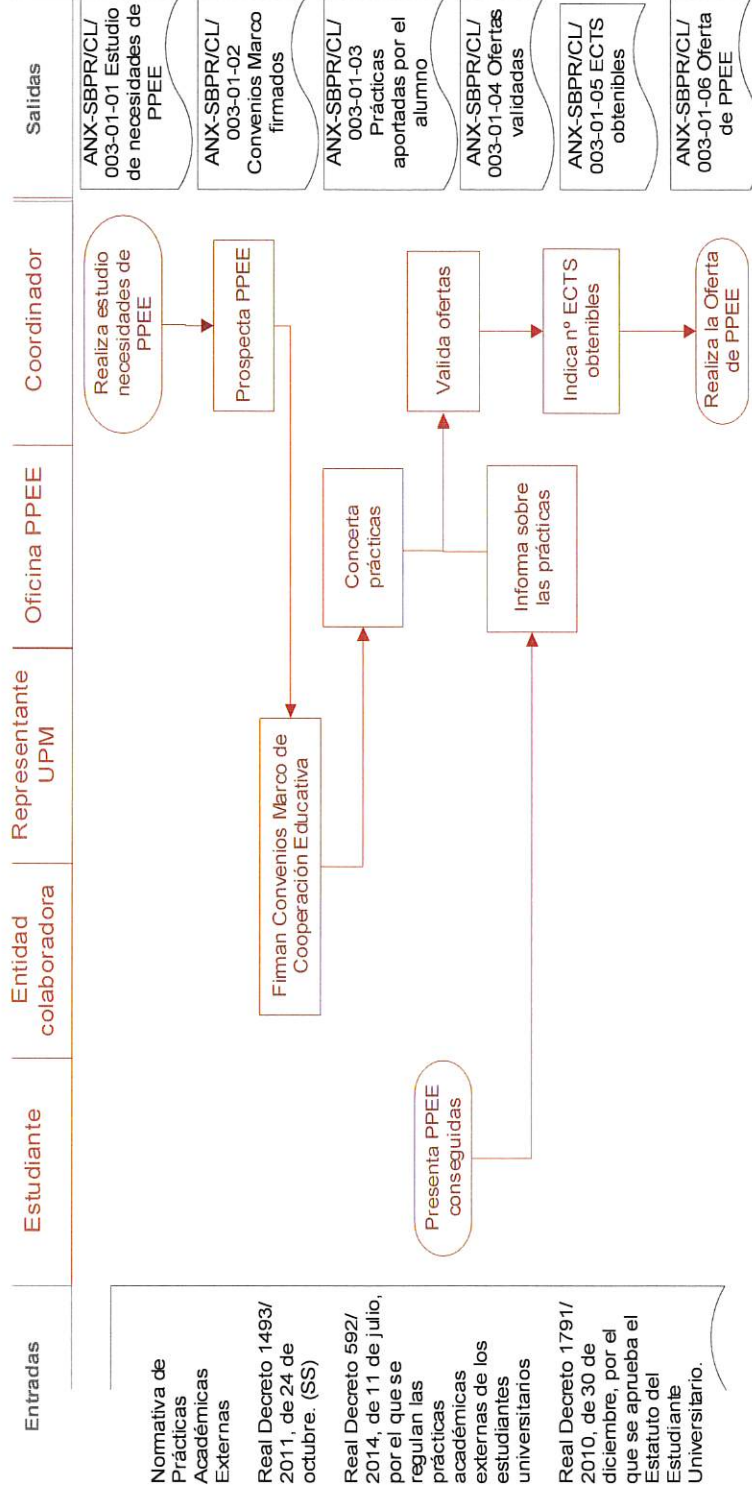 Entradas
Estudiante
Entidad
colaboradora
Representante
UPM
Oficina PPEE
Coordinador
Salidas
Normativa de
Prácticas
Académicas
Externas
Real Decreto 1493/
2011, de 24 de
octubre. (SS)
Real Decreto 592/
2014, de 11 de julio,
por el que se
regulan las
prácticas
académicas
externas de los
estudiantes
universitarios
Real Decreto 1791/
2010, de 30 de
diciembre, por el
que se aprueba el
Estatuto del
Estudiante
Universitario.
Presenta PPEE
conseguidas
Firman Convenios Marco de
Cooperación Educativa
Concerta
prácticas
Informa sobre
las prácticas
Realiza estudio
necesidades de
PPEE
Prospecta PPEE
Valida ofertas
Indica nº ECTS
obtenibles
Realiza la Oferta
de PPEE
ANX-SBPR/CL/
003-01-01 Estudio
de necesidades de
PPEE
ANX-SBPR/CL/
003-01-02
Convenios Marco
firmados
ANX-SBPR/CL/
003-01-03
Prácticas
aportadas por el
alumno
ANX-SBPR/CL/
003-01-04 Ofertas
validadas
ANX-SBPR/CL/
003-01-05 ECTS
obtenibles
ANX-SBPR/CL/
003-01-06 Oferta
de PPEE